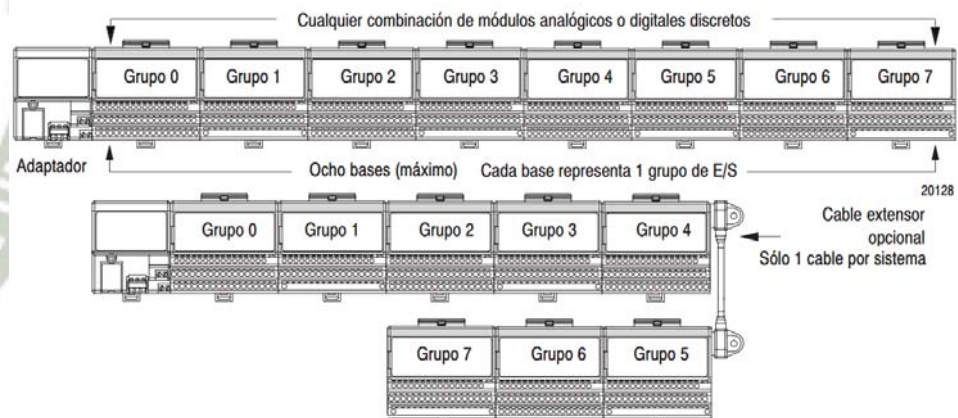 Cualquier combinación de módulos analógicos o digitales discretos
Grupo 0 Grupo 1 Grupo 2 Grupo 3 Grupo 4 Grupo 5 Grupo 6 Grupo 7
Adaptador
Ocho bases (máximo) Cada base representa 1 grupo de E/S
20128
Grupo 0 Grupo 1 Grupo 2 Grupo 3 Grupo 4
Cable extensor
opcional
Sólo 1 cable por sistema
Grupo 7 Grupo 6 Grupo 5